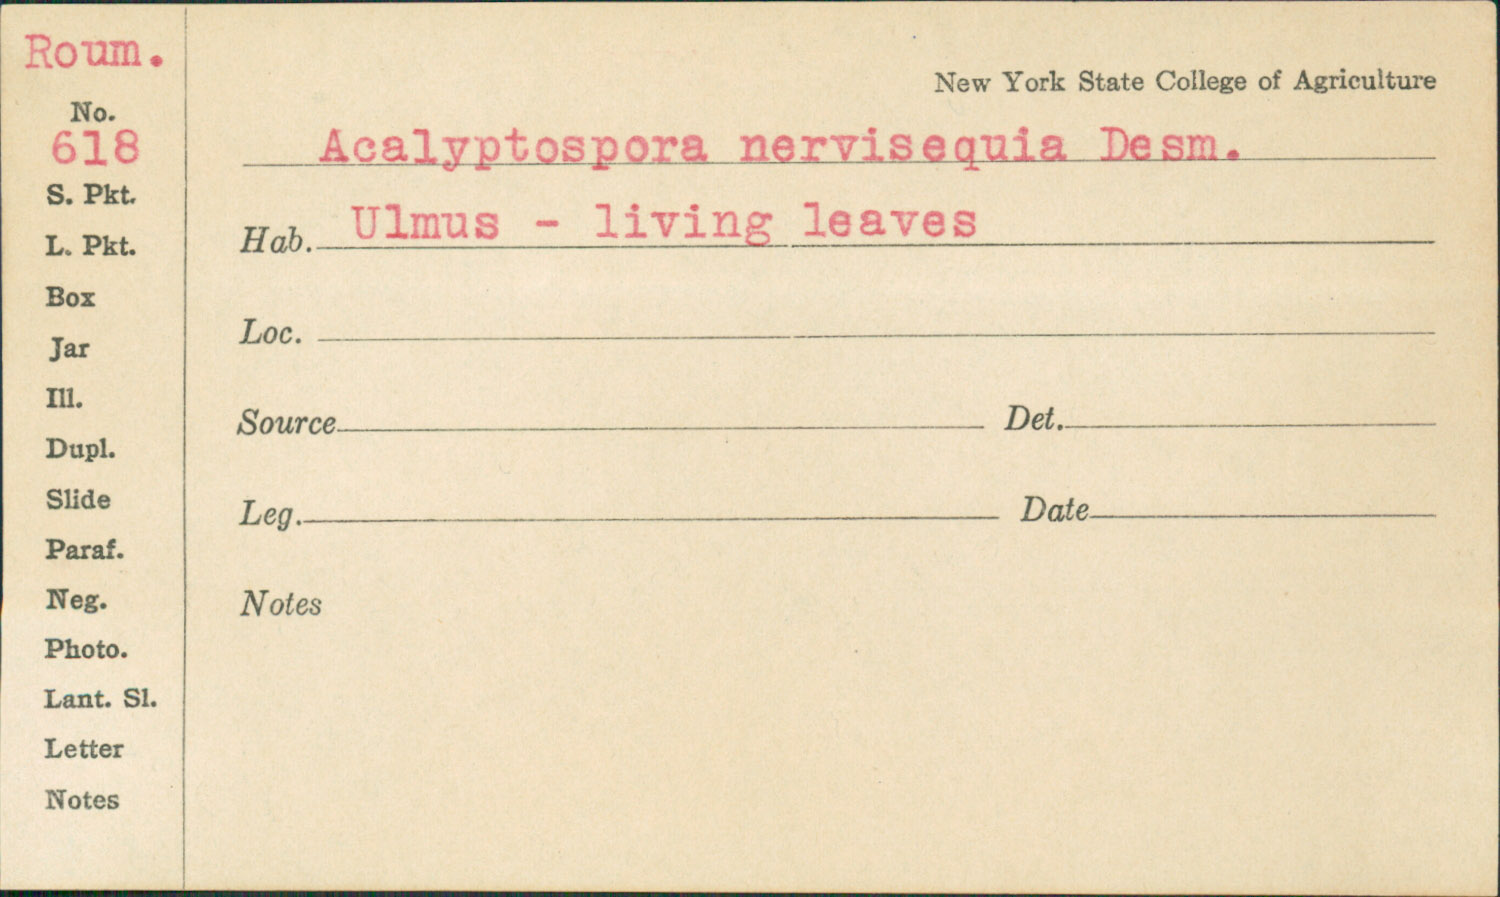 Roum.
No.
618
S. Pkt.
L. Pkt.
Box
Jar
Ill.
Dupl.
Slide
Paraf.
Neg.
Photo.
Lant. Sl.
Letter
Notes
New York State College of Agriculture
Acalyptospora nervisequia Desm.
Hab. Ulmus - living leaves
Loc.
Source Det.
Leg. Date
Notes